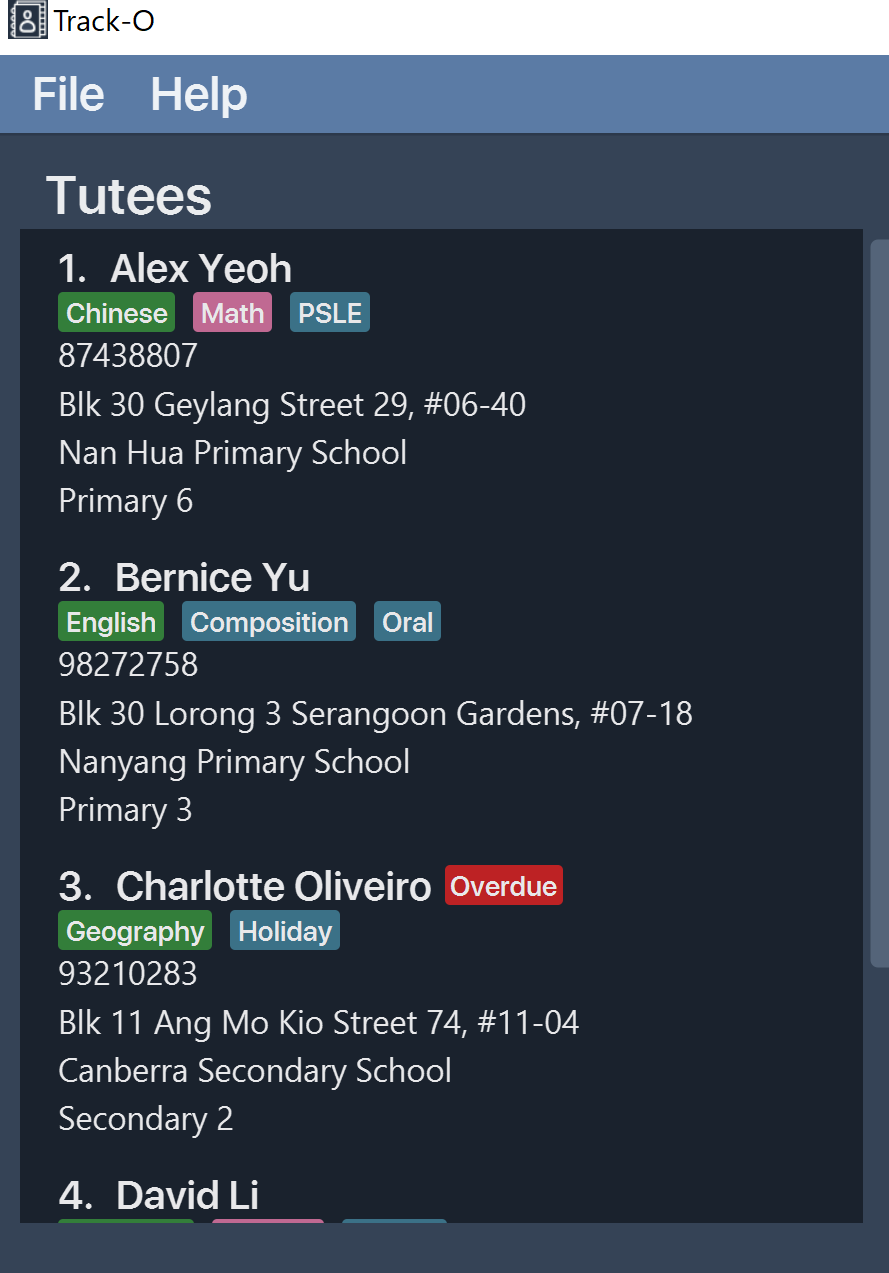 Track-O
File Help
Tutees
1. Alex Yeoh
Chinese Math PSLE
87438807
Blk 30 Geylang Street 29, #06-40
Nan Hua Primary School
Primary 6
2. Bernice Yu
English Composition Oral
98272758
Blk 30 Lorong 3 Serangoon Gardens, #07-18
Nanyang Primary School
Primary 3
3. Charlotte Oliveiro Overdue
Geography Holiday
93210283
Blk 11 Ang Mo Kio Street 74, #11-04
Canberra Secondary School
Secondary 2
4. David Li